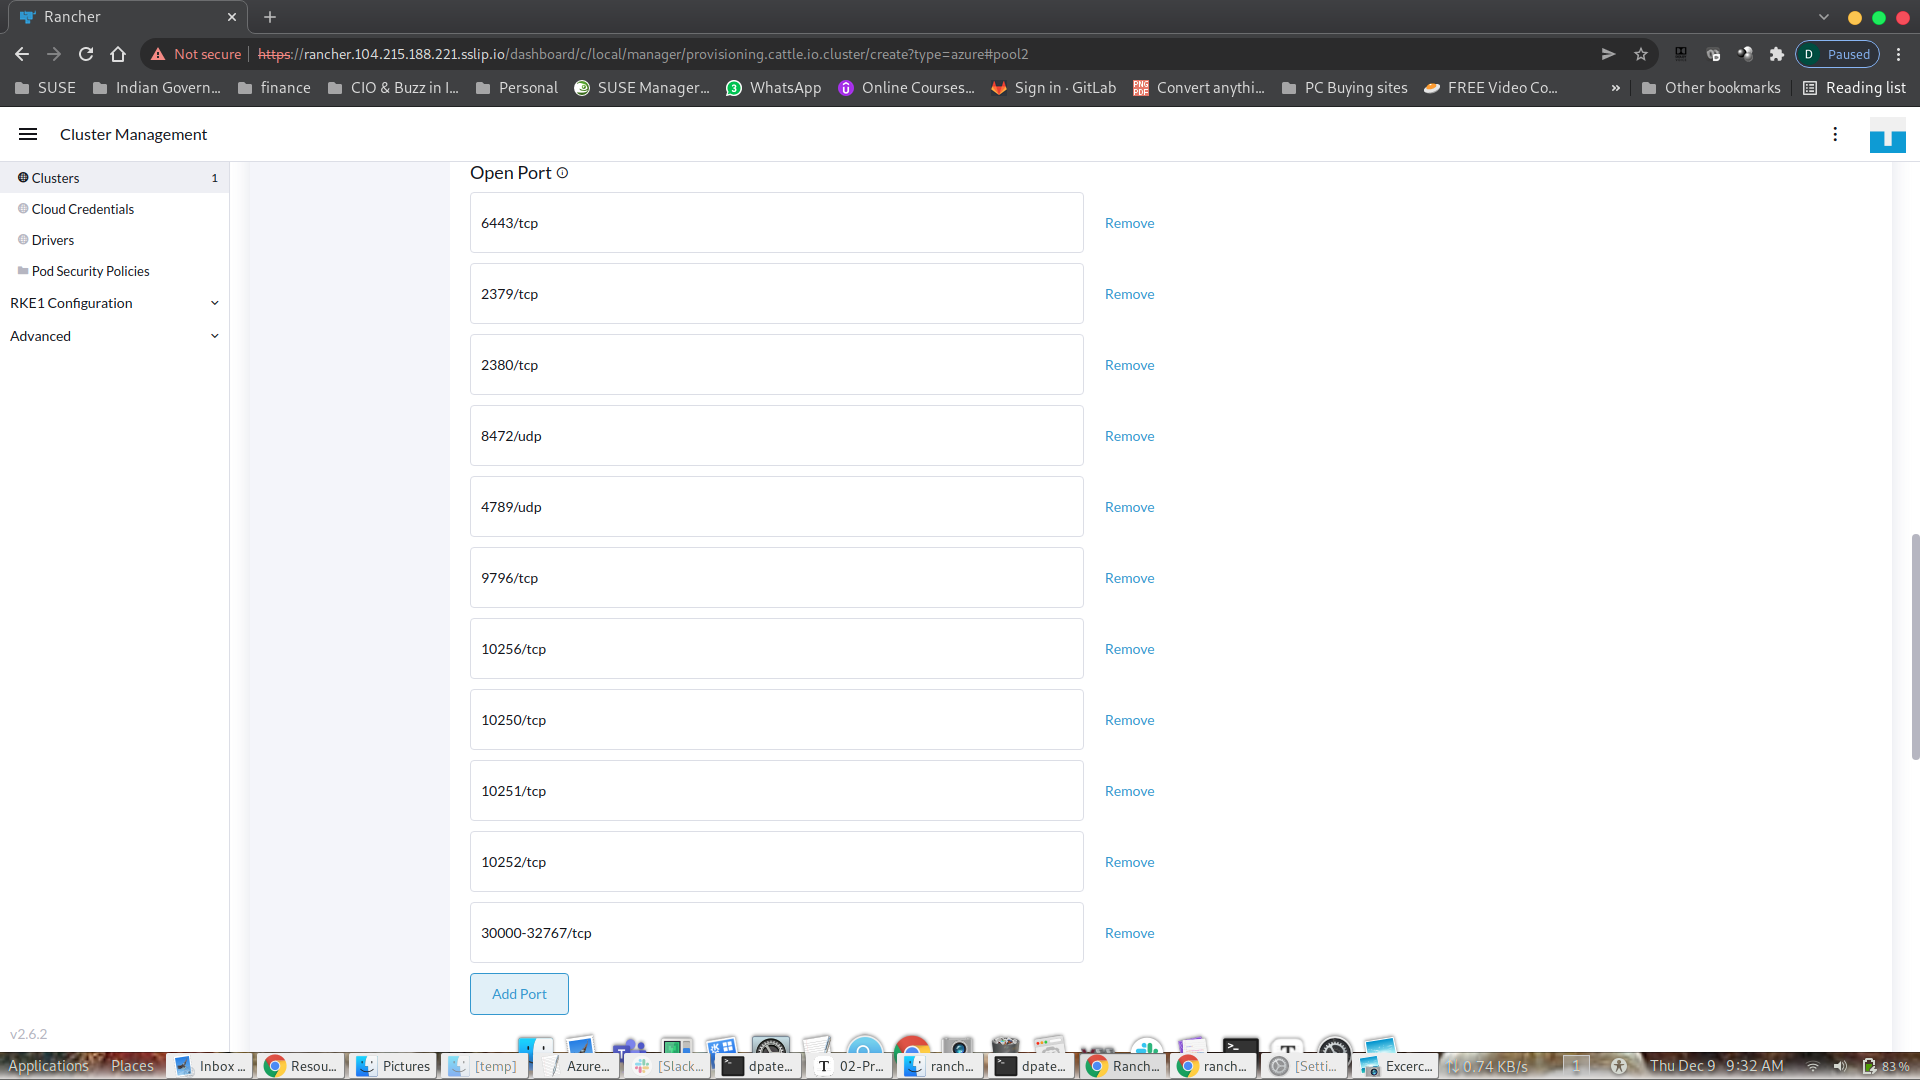 Rancher
Not secure
https://rancher.104.215.188.221.sslip.io/dashboard/c/local/manager/provisioning.cattle.io.cluster/create?type=azure#pool2
D
Paused
SUSE
Indian Govern...
finance
CIO & Buzz in I...
Personal
SUSE Manager...
3
WhatsApp
Online Courses...
Sign in · GitLab
PNG
PDF
Convert anythi...
PC Buying sites
FREE Video Co...
»
Other bookmarks
Reading list
Cluster Management
Clusters
1
Cloud Credentials
Drivers
Pod Security Policies
RKE1 Configuration
Advanced
Open Port
6443/tcp
Remove
2379/tcp
Remove
2380/tcp
Remove
8472/udp
Remove
4789/udp
Remove
9796/tcp
Remove
10256/tcp
Remove
10250/tcp
Remove
10251/tcp
Remove
10252/tcp
Remove
30000-32767/tcp
Remove
Add Port
v2.6.2
Applications
Places
Inbox ...
Resou...
Pictures
[temp]
Azure...
[Slack...
dpate...
T
02-Pr...
ranch...
dpate...
Ranch...
ranch...
[Setti...
Excerc...
0.74 KB/s
1
Thu Dec 9
9:32 AM
83 %